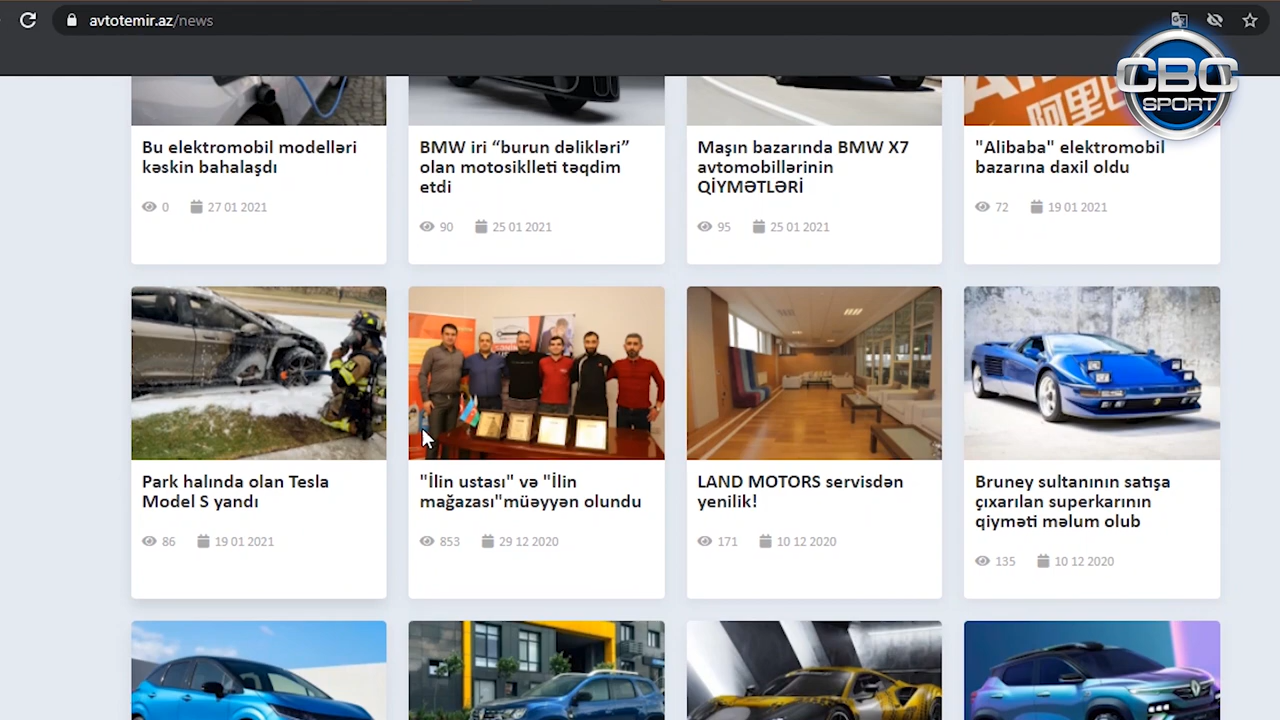 avtotemir.az/news
CBC
SPORT
阿里
Bu elektromobil modelləri
kəskin bahalaşdı
0 27 01 2021
BMW iri “burun dəlikləri”
olan motosiklleti təqdim
etdi
90 25 01 2021
Maşın bazarında BMW X7
avtomobillərinin
QİYMƏTLƏRİ
95 25 01 2021
"Alibaba" elektromobil
bazarına daxil oldu
72 19 01 2021
Park halında olan Tesla
Model S yandı
86 19 01 2021
"İlin ustası" və "İlin
mağazası"müəyyən olundu
853 29 12 2020
LAND MOTORS servisdən
yenilik!
171 10 12 2020
Bruney sultanının satışa
çıxarılan superkarının
qiyməti məlum olub
135 10 12 2020